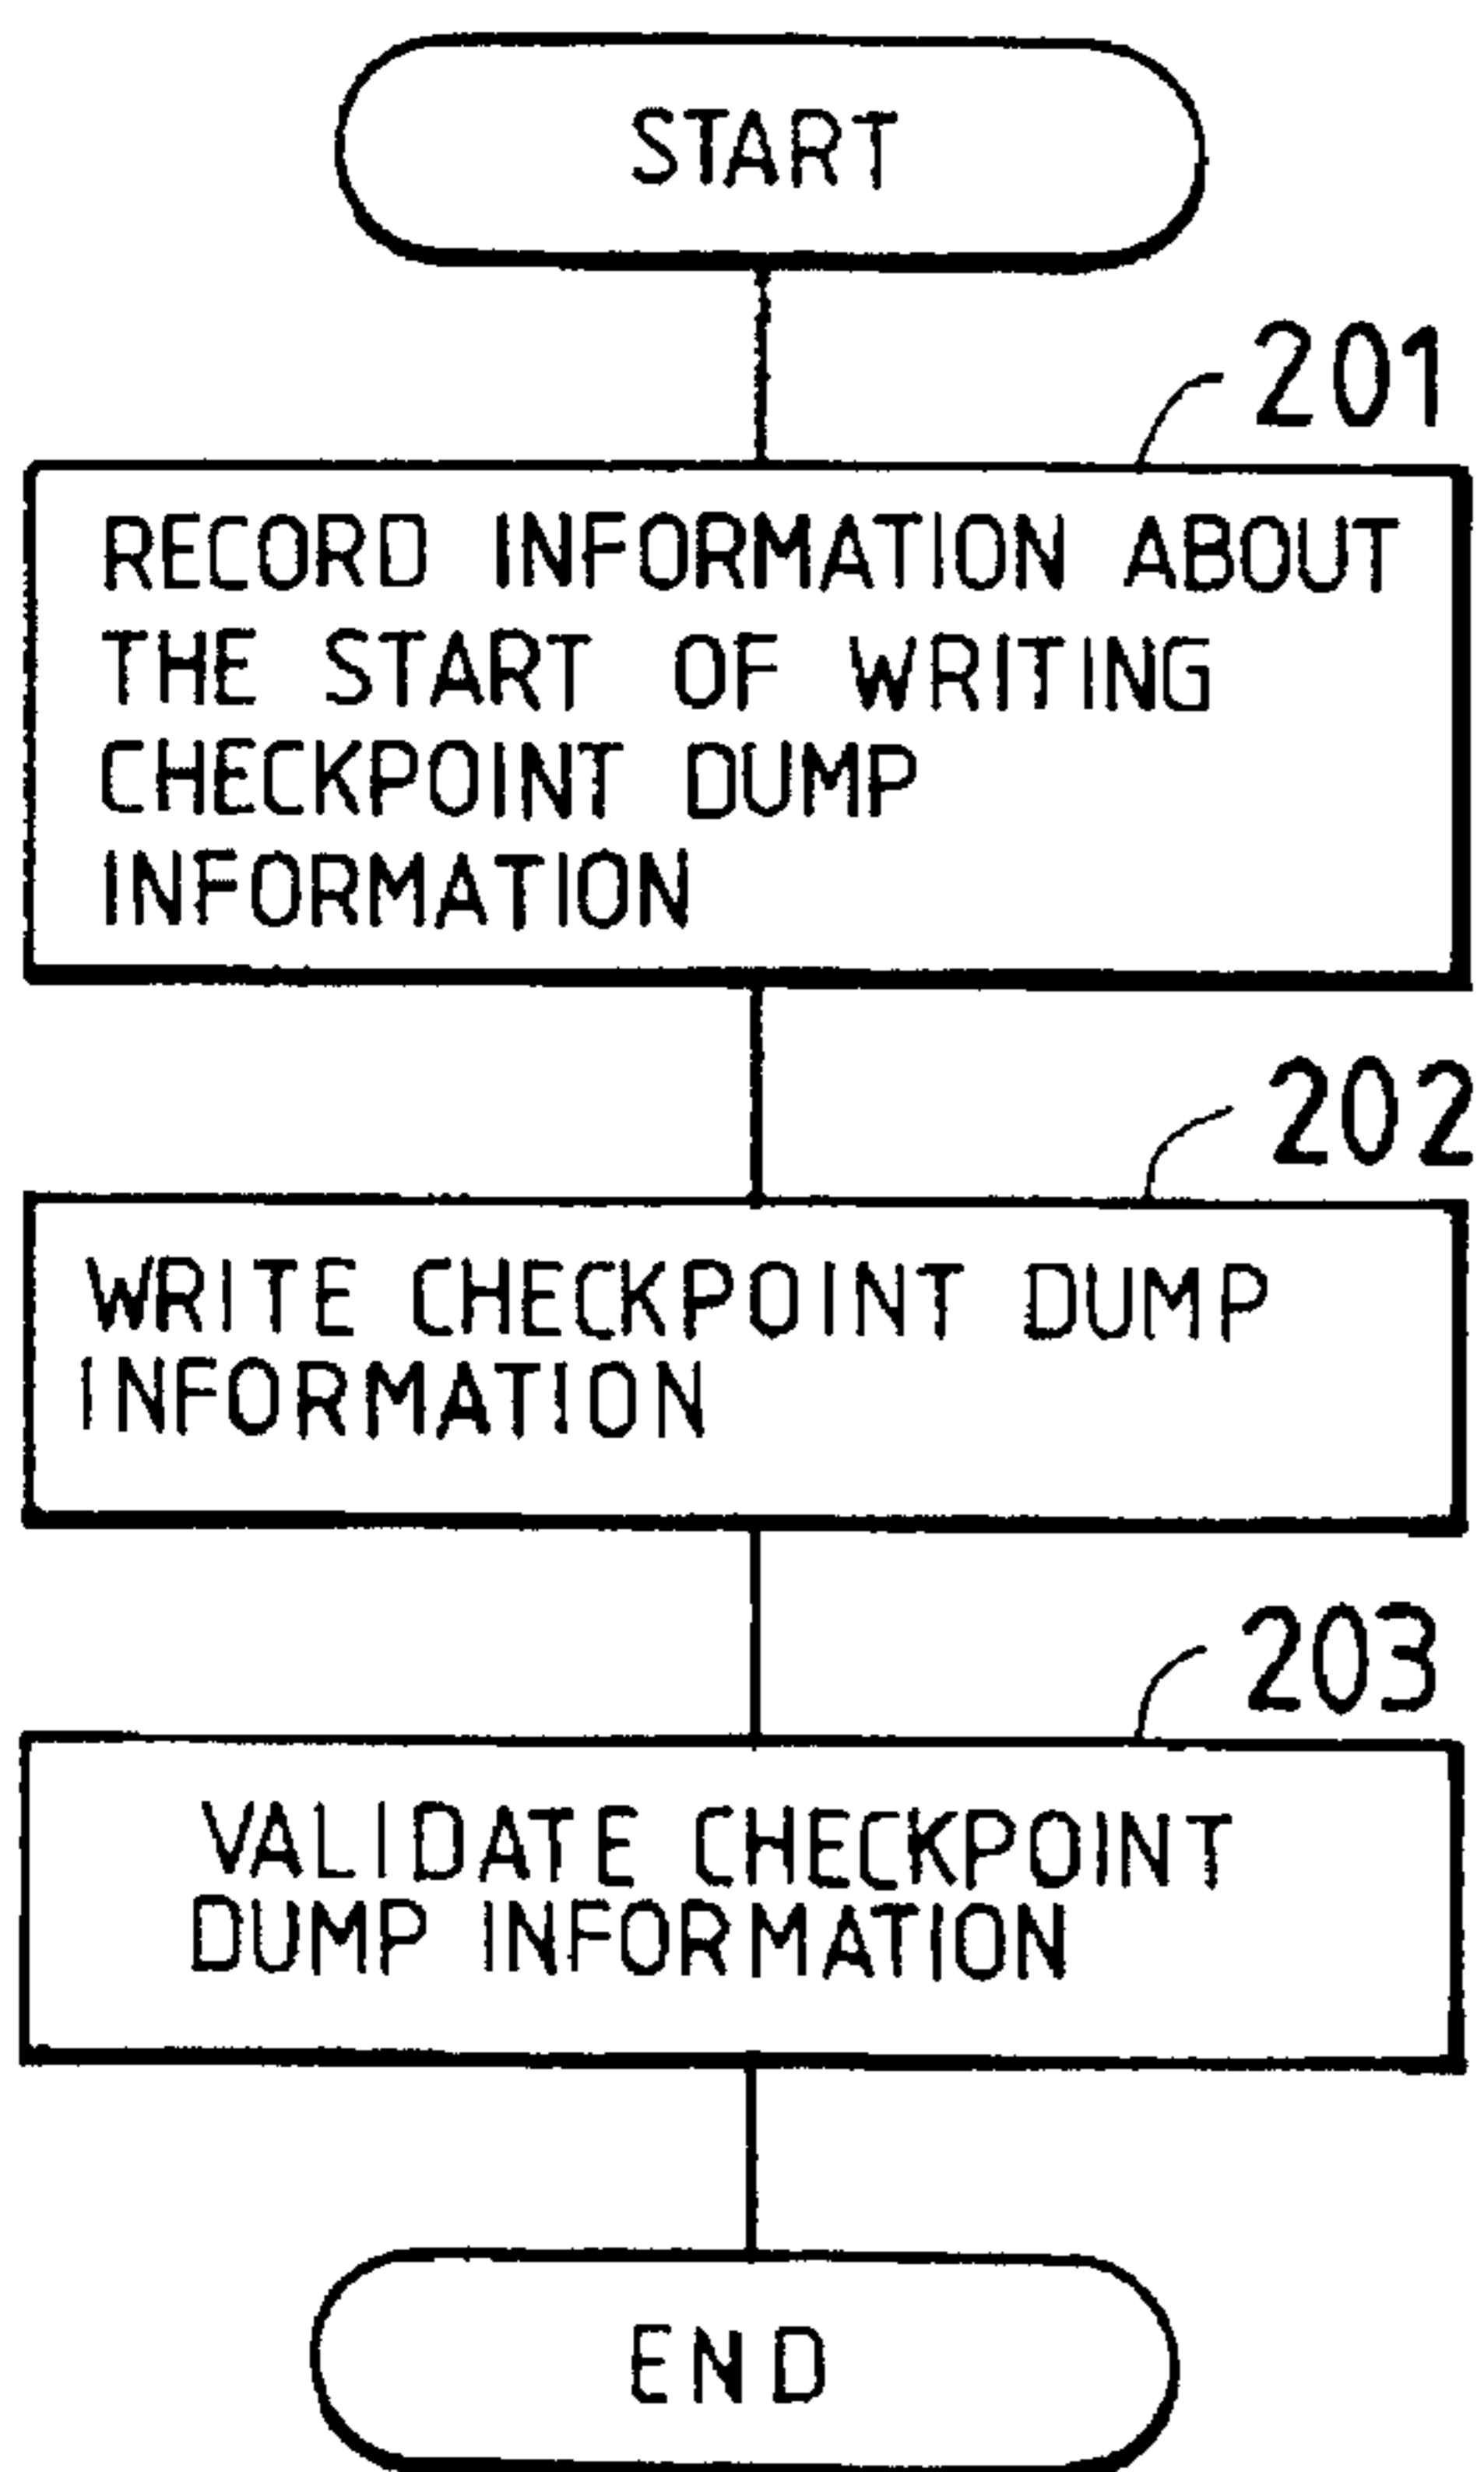 START
201
RECORD INFORMATION ABOUT
THE START OF WRITING
CHECKPOINT DUMP
INFORMATION
202
WRITE CHECKPOINT DUMP
INFORMATION
203
VALIDATE CHECKPOINT
DUMP INFORMATION
END